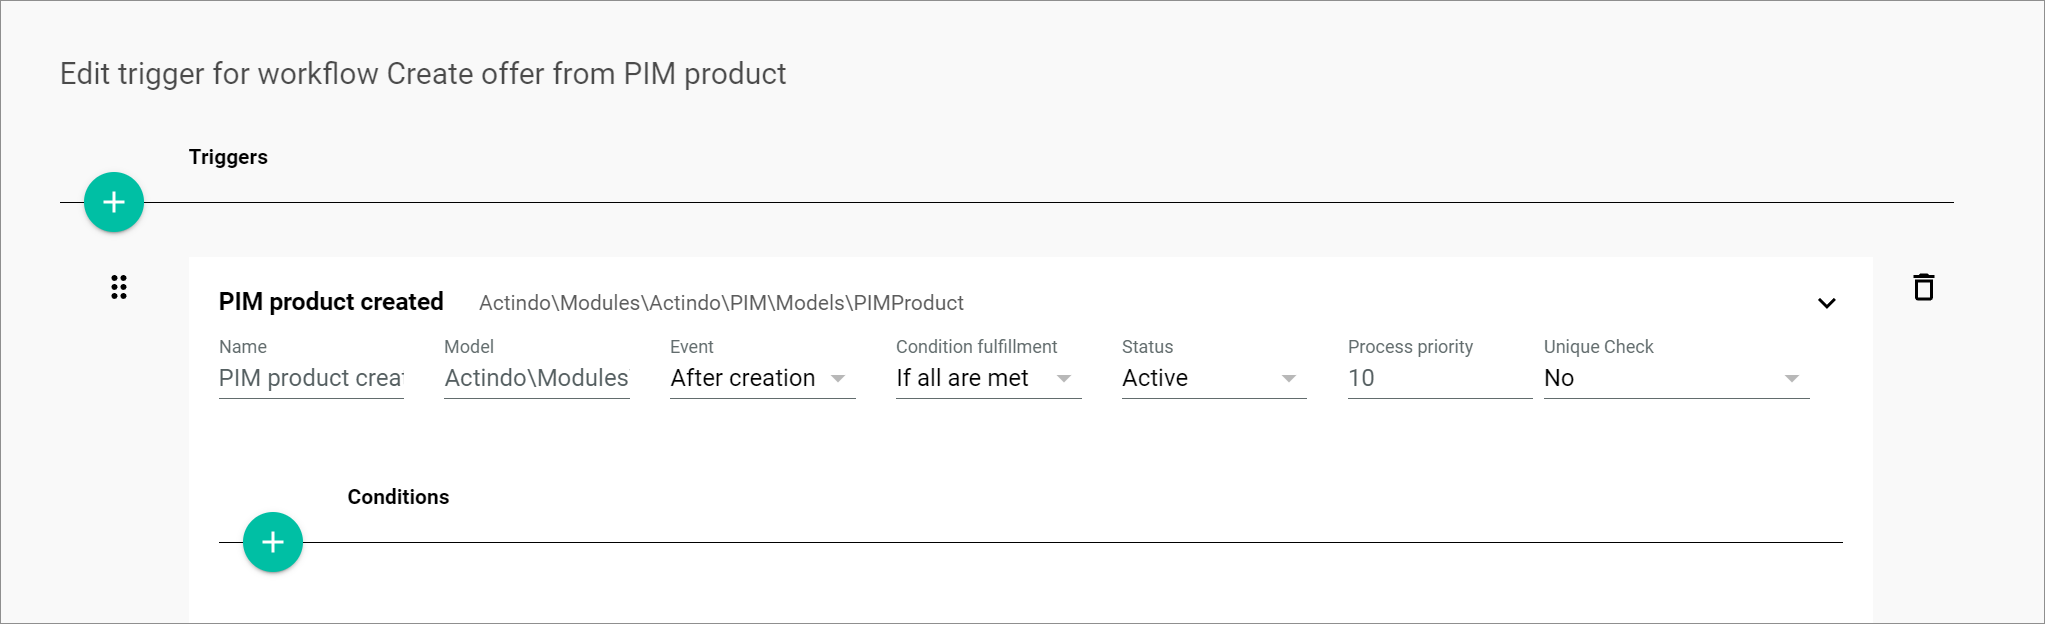 Edit trigger for workflow Create offer from PIM product
Triggers
PIM product created Actindo\Modules\Actindo\PIM\Models\PIMProduct
Name Model Event Condition fulfillment Status Process priority Unique Check
PIM product crea Actindo\Modules After creation If all are met Active 10 No
Conditions